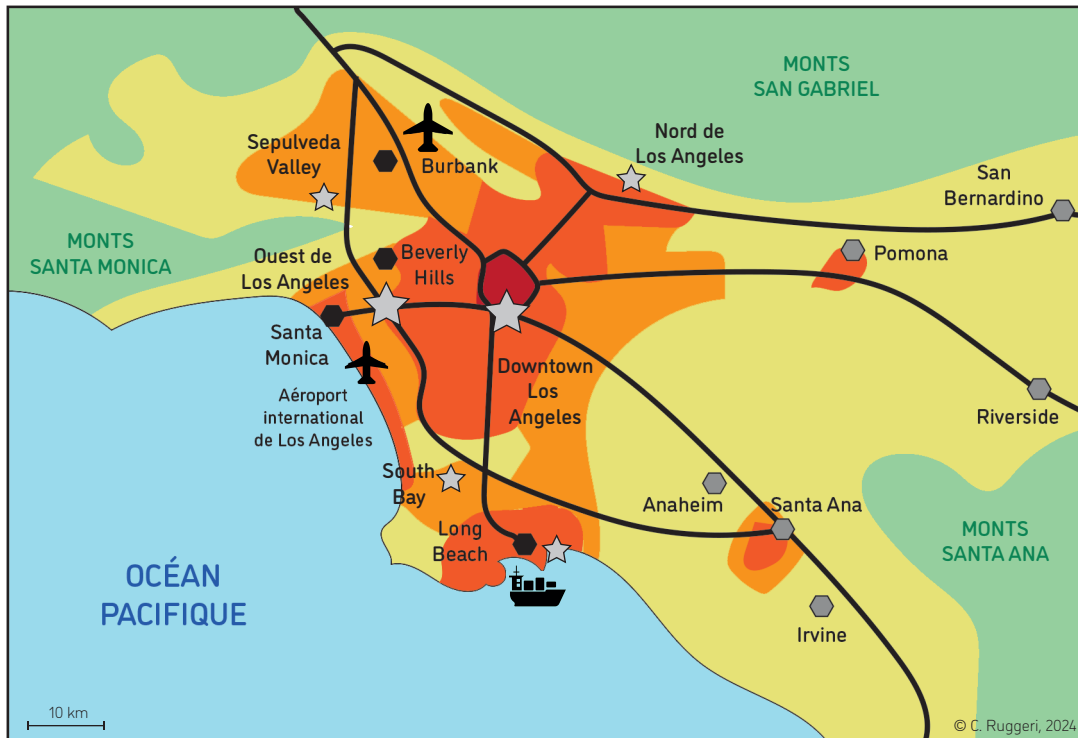 MONTS
SAN GABRIEL
Nord de
Los Angeles
Sepulveda
Valley
Burbank
San
Bernardino
MONTS
SANTA MONICA
Ouest de
Los Angeles
Beverly
Hills
Pomona
Santa
Monica
Downtown
Los
Angeles
Aéroport
international
de Los Angeles
Riverside
South
Bay
Anaheim
Santa Ana
Long
Beach
MONTS
SANTA ANA
OCÉAN
PACIFIQUE
Irvine
10 km
© C. Ruggeri, 2024